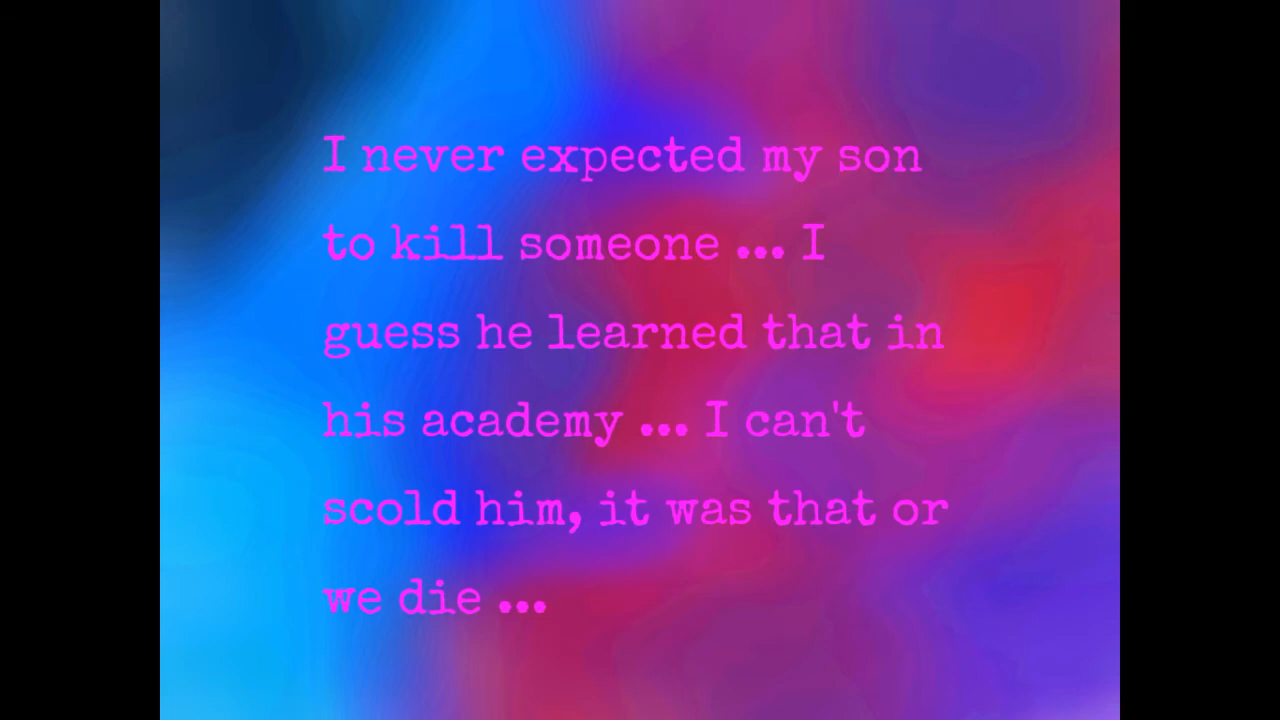 I never expected my son
to kill someone ... I
guess he learned that in
his academy ... I can't
scold him, it was that or
we die ...